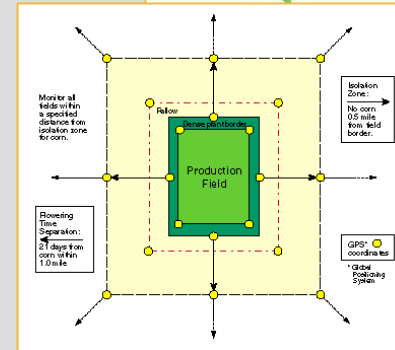 Monitor all
fields within
a specified
distance from
isolation zone
for corn.
Isolation
Zone:
No corn
0.5 mile
from field
border.
Fallow
Dense plant border
Production
Field
Flowering
Time
Separation:
21 days from
corn within
1.0 mile
GPS*
coordinates
*Global
Positioning
System